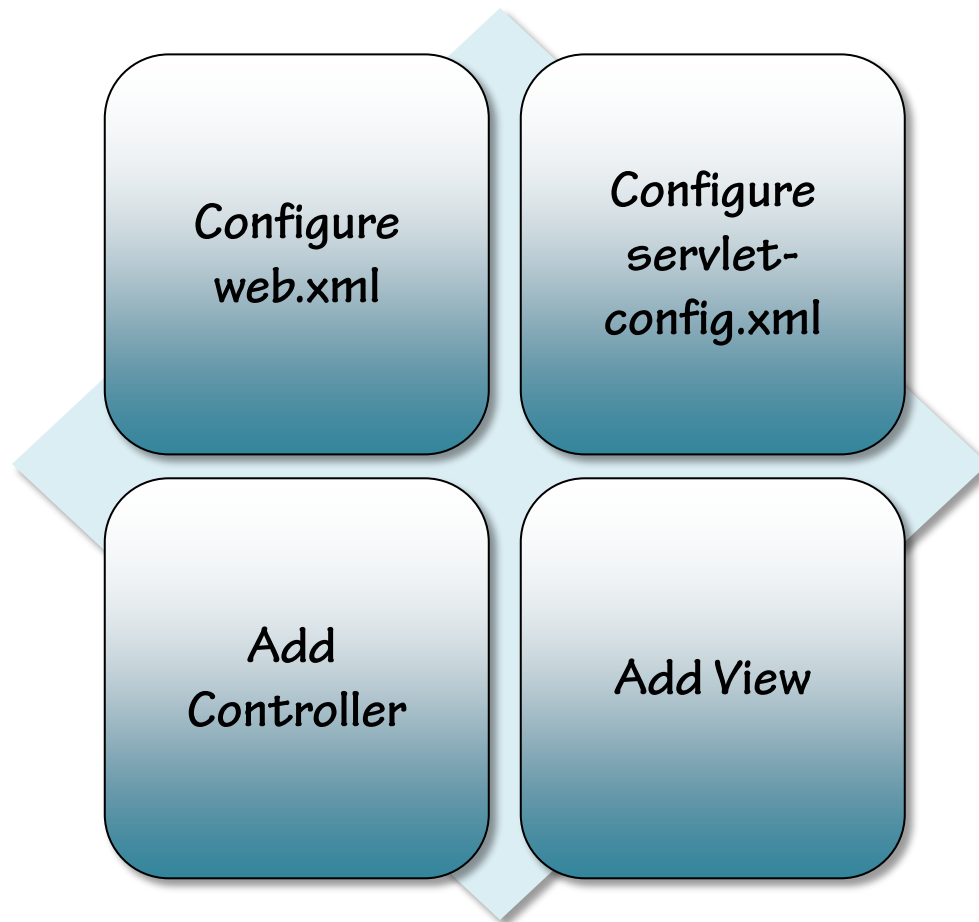 Configure
web.xml
Configure
servlet-
config.xml
Add
Controller
Add View